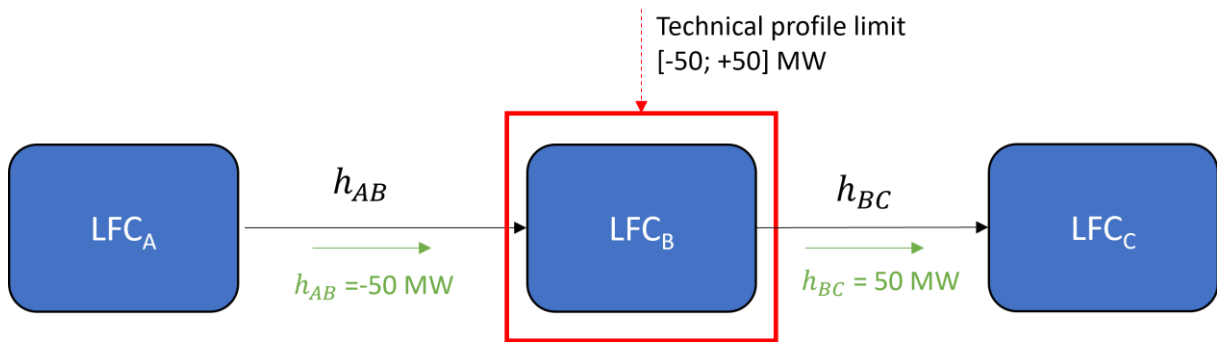 Technical profile limit
[-50; +50] MW
LFC_A
h_AB
h_AB =-50 MW
LFC_B
h_BC
h_BC = 50 MW
LFC_C